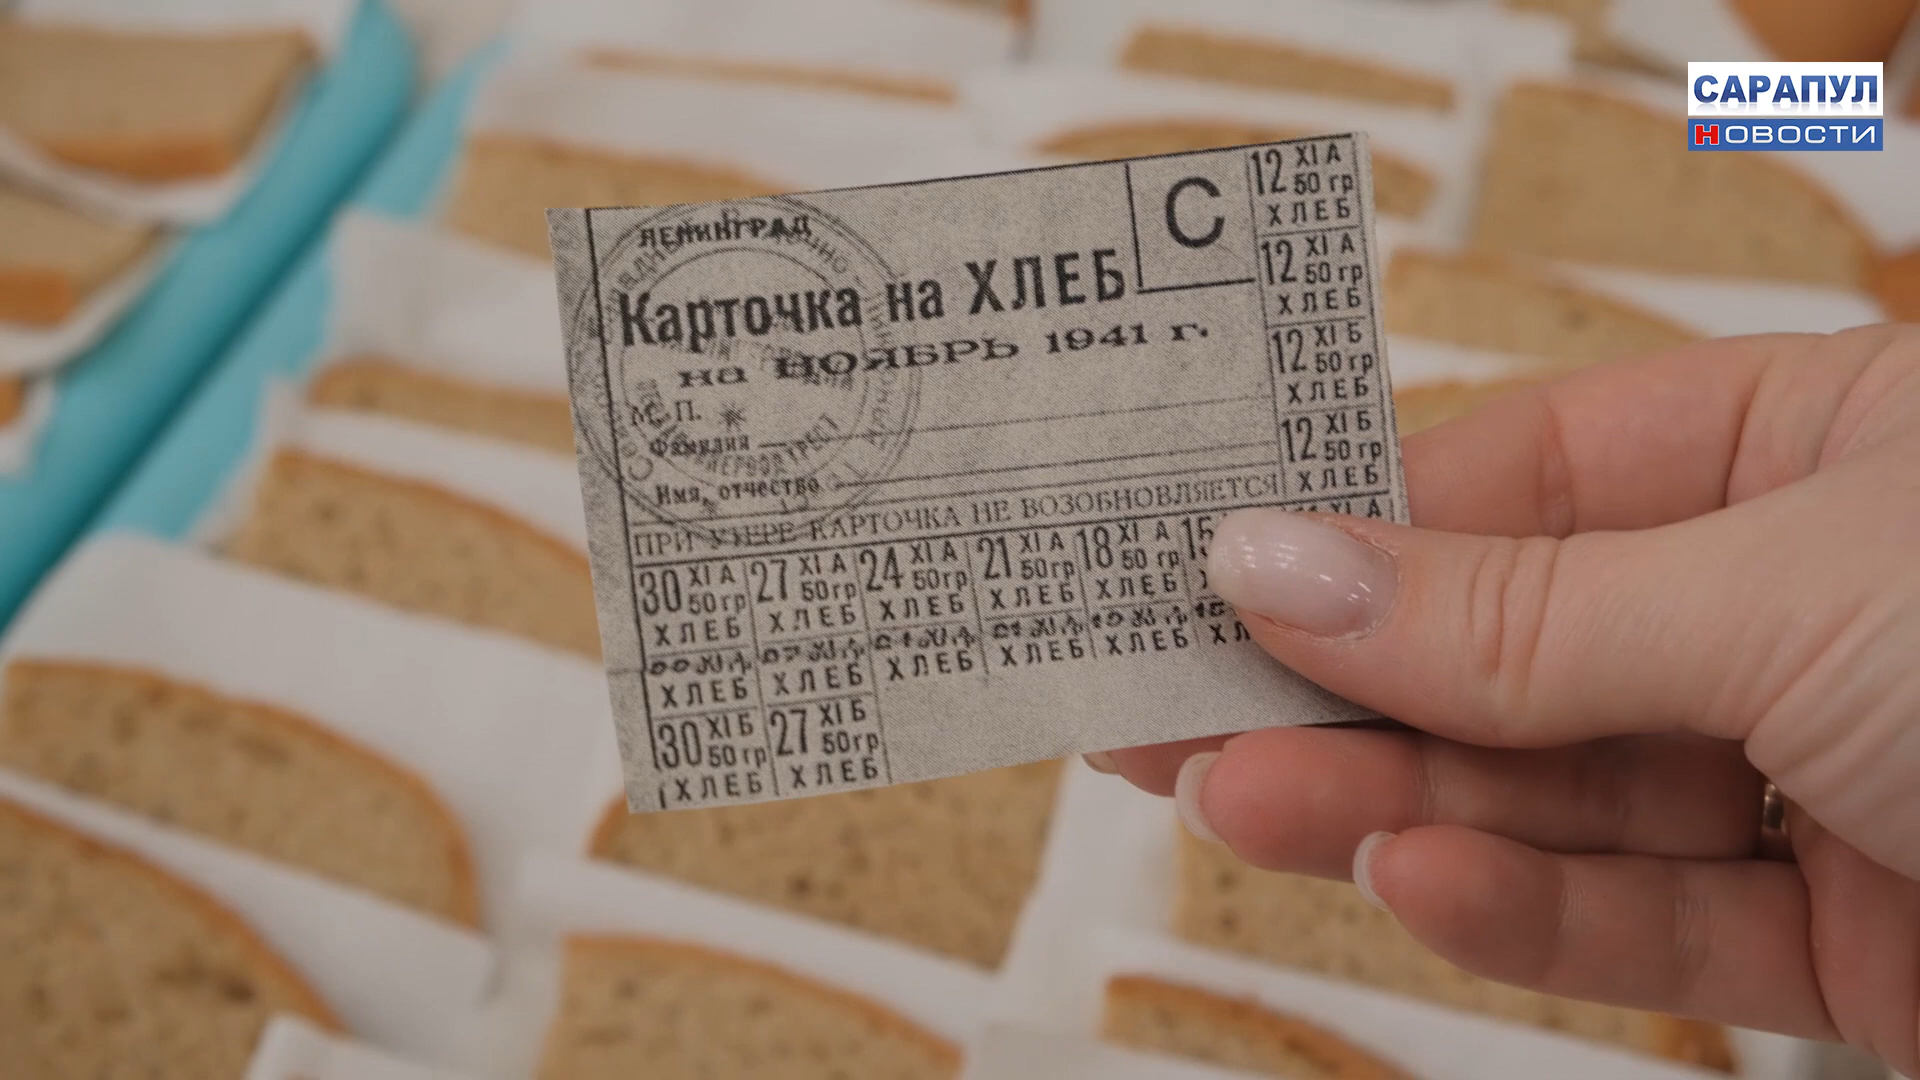 САРАПУЛ
НОВОСТИ
ЛЕНИНГРАД
С
Карточка на ХЛЕБ
на НОЯБРЬ 1941 г.
М. П.
Фамилия
Имя, отчество
ПРИ УТЕРЕ КАРТОЧКА НЕ ВОЗОБНОВЛЯЕТСЯ
12 XI А
50 гр
ХЛЕБ
12 XI А
50 гр
ХЛЕБ
12 XI Б
50 гр
ХЛЕБ
12 XI Б
50 гр
ХЛЕБ
30 XI А 27 XI А 24 XI А 21 XI А 18 XI А 15 XI А
50 гр 50 гр 50 гр 50 гр 50 гр
ХЛЕБ ХЛЕБ ХЛЕБ ХЛЕБ ХЛЕБ
ХЛЕБ ХЛЕБ ХЛЕБ ХЛЕБ ХЛЕБ
30 XI Б 27 XI Б
50 гр 50 гр
ХЛЕБ ХЛЕБ